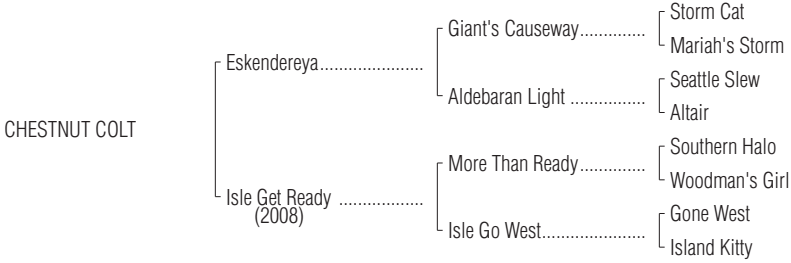 Storm Cat
Giant's Causeway..............
Mariah's Storm
Eskendereya......................
Seattle Slew
Aldebaran Light ................
Altair
CHESTNUT COLT
Southern Halo
More Than Ready..............
Woodman's Girl
Isle Get Ready ..................
(2008)
Gone West
Isle Go West......................
Island Kitty